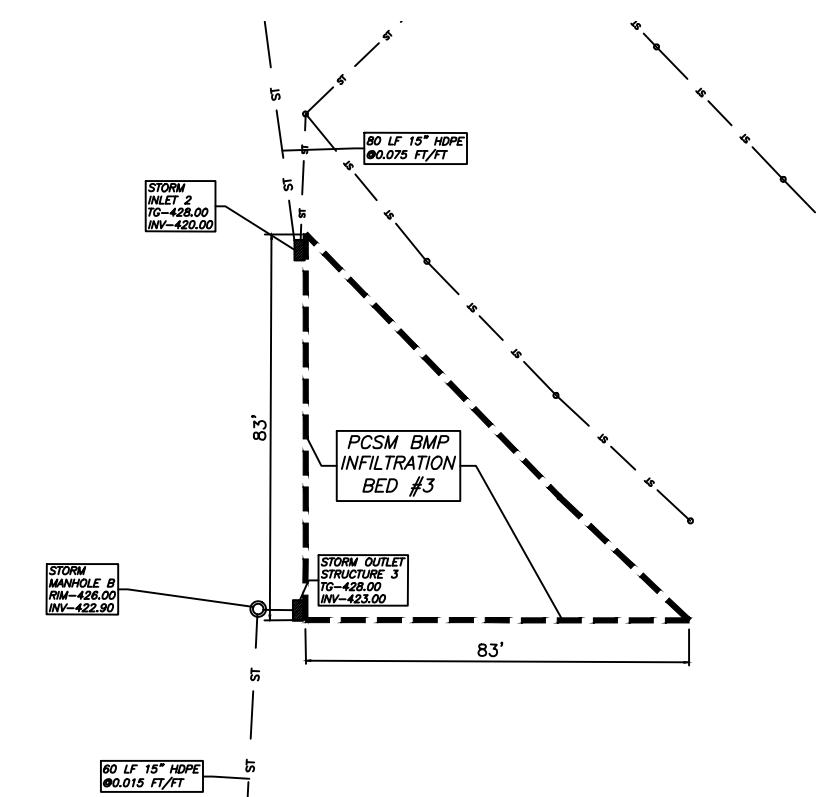 ST
ST
ST
ST
ST
ST
80 LF 15" HDPE
@0.075 FT/FT
ST
ST
ST
ST
STORM
INLET 2
TG-428.00
INV-420.00
ST
ST
ST
83'
PCSM BMP
INFILTRATION
BED #3
ST
ST
STORM OUTLET
STRUCTURE 3
TG-428.00
INV-423.00
STORM
MANHOLE B
RIM-426.00
INV-422.90
83'
ST
ST
60 LF 15" HDPE
@0.015 FT/FT